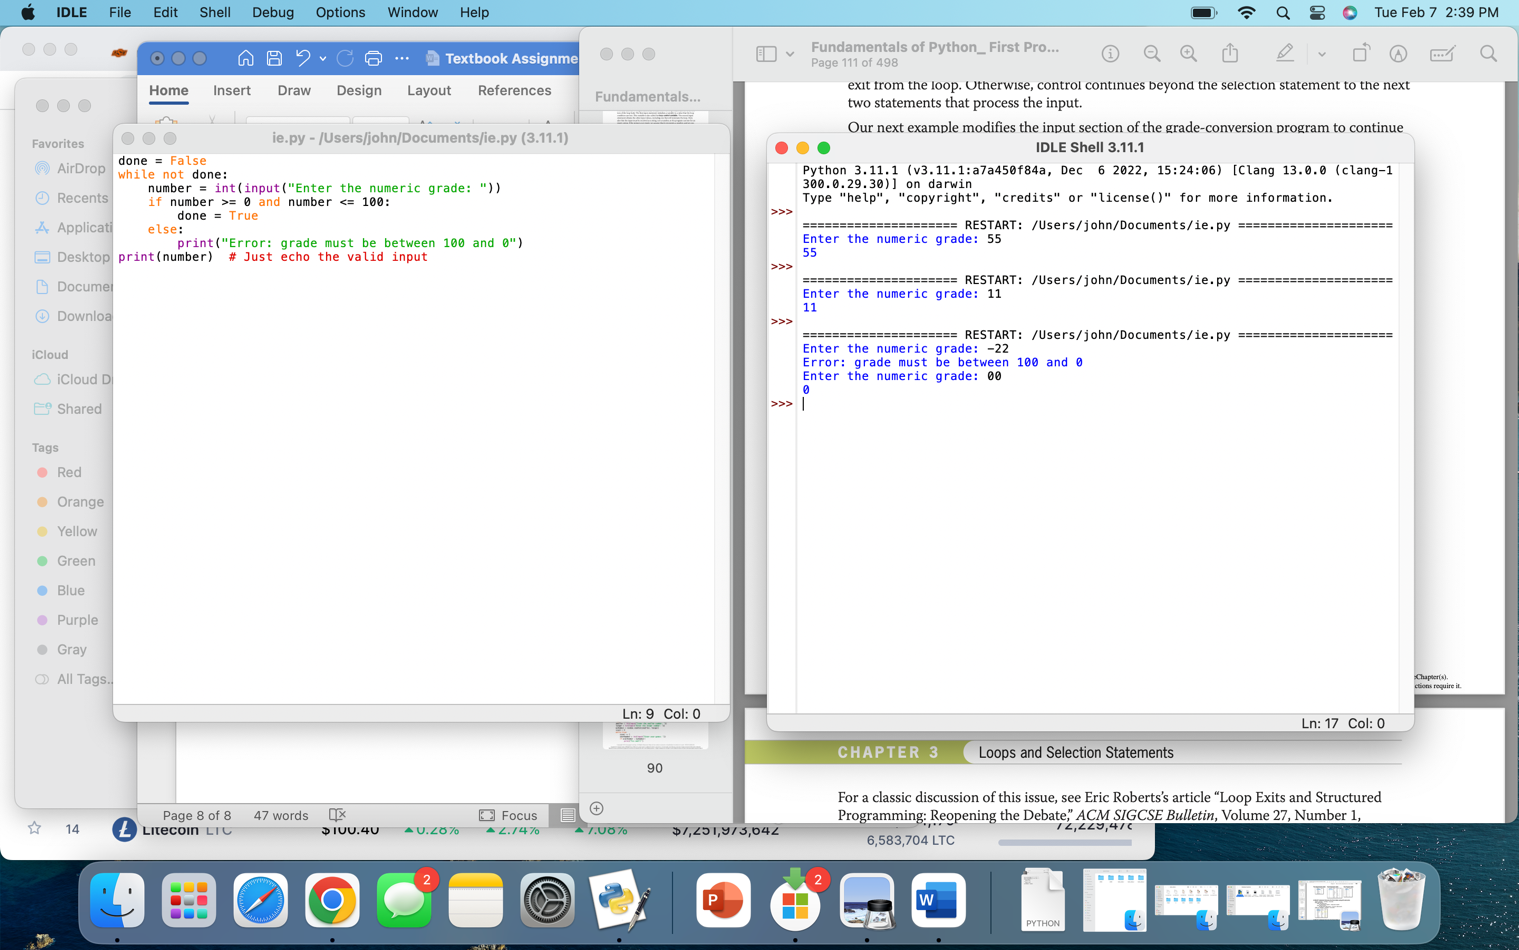 IDLE File Edit Shell Debug Options Window Help
Tue Feb 7 2:39 PM
Textbook Assignme
Home Insert Draw Design Layout References
Favorites
AirDrop
Recents
Applicati
Desktop
Documer
Downloa
iCloud
iCloud D
Shared
Tags
Red
Orange
Yellow
Green
Blue
Purple
Gray
All Tags...
ie.py - /Users/john/Documents/ie.py (3.11.1)
done = False
while not done:
    number = int(input("Enter the numeric grade: "))
    if number >= 0 and number <= 100:
        done = True
    else:
        print("Error: grade must be between 100 and 0")
print(number)  # Just echo the valid input
Ln: 9 Col: 0
Page 8 of 8 47 words Focus
Fundamentals...
90
Fundamentals of Python_ First Pro...
Page 111 of 498
exit from the loop. Otherwise, control continues beyond the selection statement to the next
two statements that process the input.
Our next example modifies the input section of the grade-conversion program to continue
IDLE Shell 3.11.1
Python 3.11.1 (v3.11.1:a7a450f84a, Dec  6 2022, 15:24:06) [Clang 13.0.0 (clang-1
300.0.29.30)] on darwin
Type "help", "copyright", "credits" or "license()" for more information.
>>>
===================== RESTART: /Users/john/Documents/ie.py =====================
Enter the numeric grade: 55
55
>>>
===================== RESTART: /Users/john/Documents/ie.py =====================
Enter the numeric grade: 11
11
>>>
===================== RESTART: /Users/john/Documents/ie.py =====================
Enter the numeric grade: -22
Error: grade must be between 100 and 0
Enter the numeric grade: 00
0
>>>
Ln: 17 Col: 0
eChapter(s).
ctions require it.
CHAPTER 3 Loops and Selection Statements
For a classic discussion of this issue, see Eric Roberts's article “Loop Exits and Structured
Programming: Reopening the Debate,” ACM SIGCSE Bulletin, Volume 27, Number 1,
14 Litecoin LTC $100.40 0.28% 2.74% 7.08% $7,251,973,642
6,583,704 LTC
2
P
2
W
PYTHON